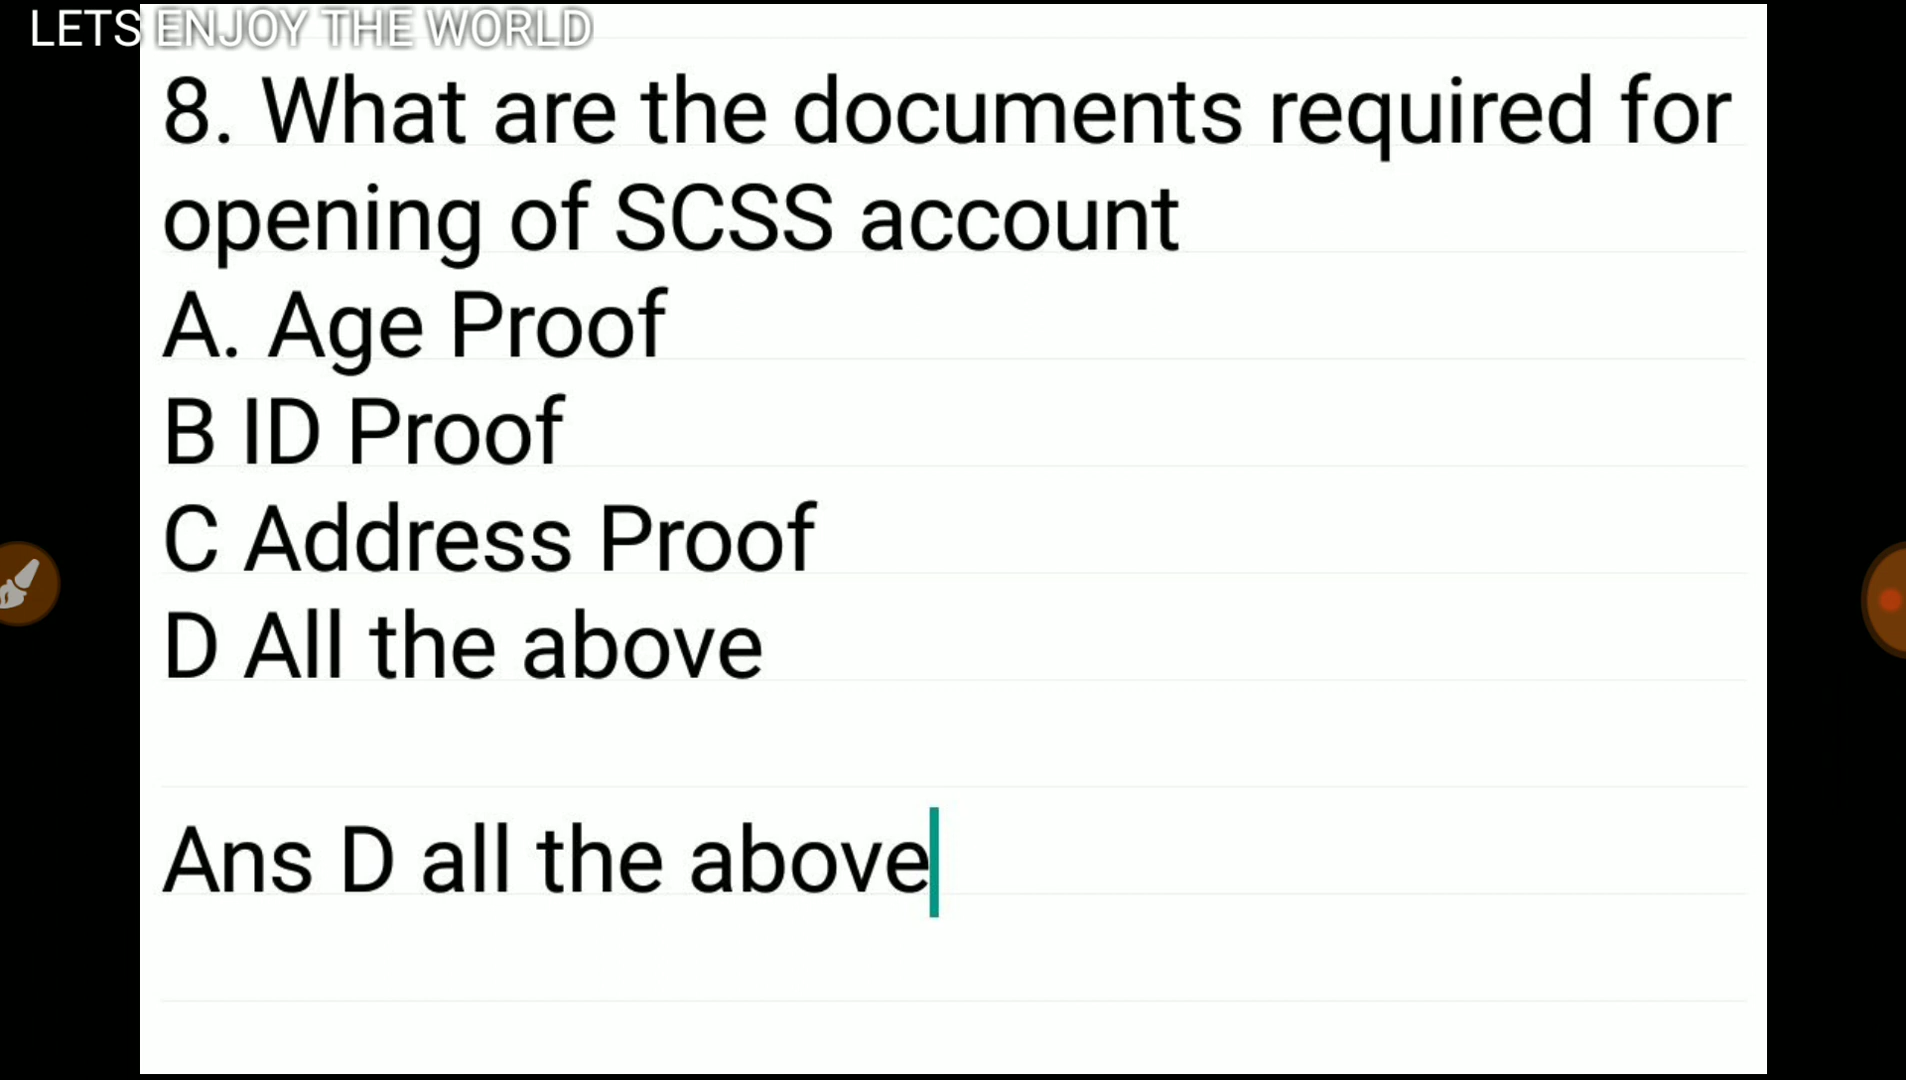 LETS ENJOY THE WORLD
8. What are the documents required for
opening of SCSS account
A. Age Proof
B ID Proof
C Address Proof
D All the above
Ans D all the above